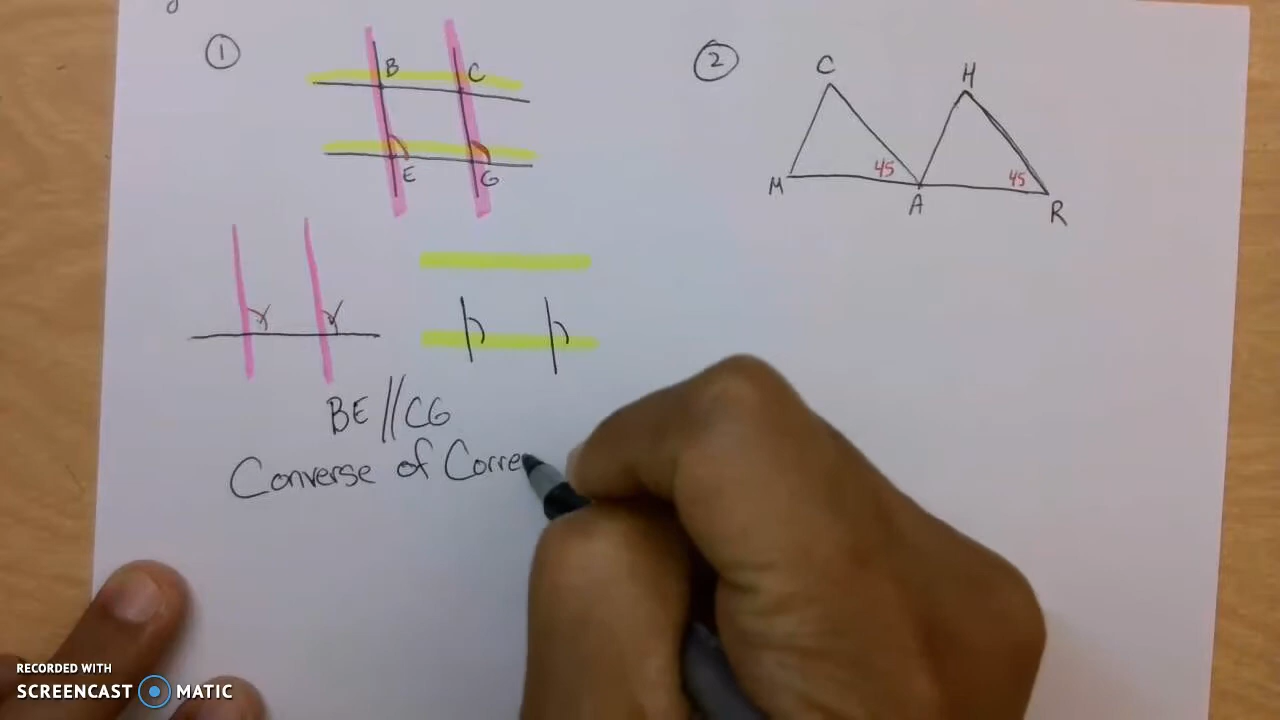 1
B C
E G
2
C H
45 45
M A R
BE // CG
Converse of Corre
RECORDED WITH
SCREENCAST MATIC